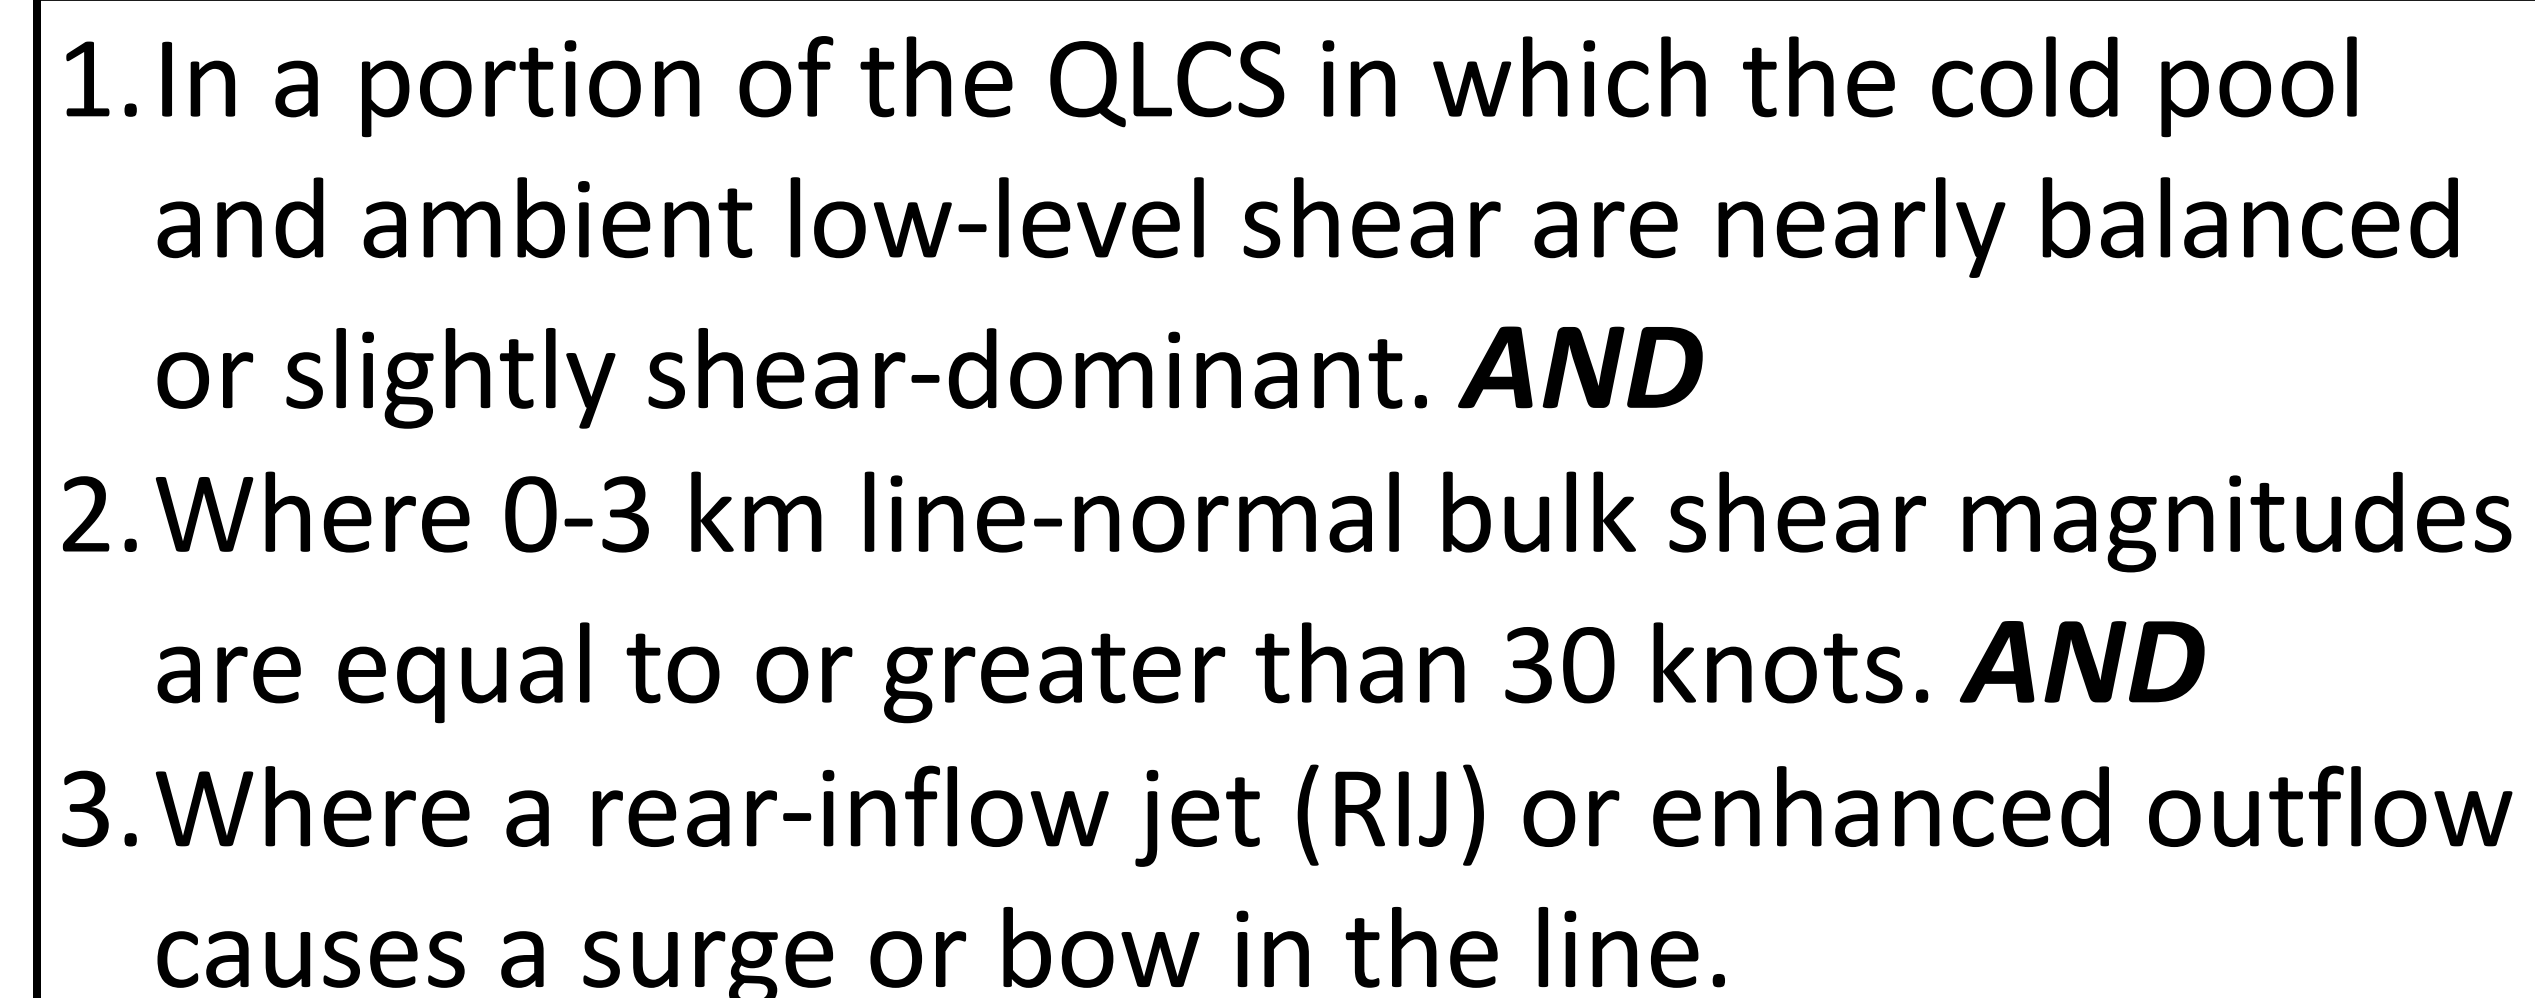 1. In a portion of the QLCS in which the cold pool
and ambient low-level shear are nearly balanced
or slightly shear-dominant. AND
2. Where 0-3 km line-normal bulk shear magnitudes
are equal to or greater than 30 knots. AND
3. Where a rear-inflow jet (RIJ) or enhanced outflow
causes a surge or bow in the line.